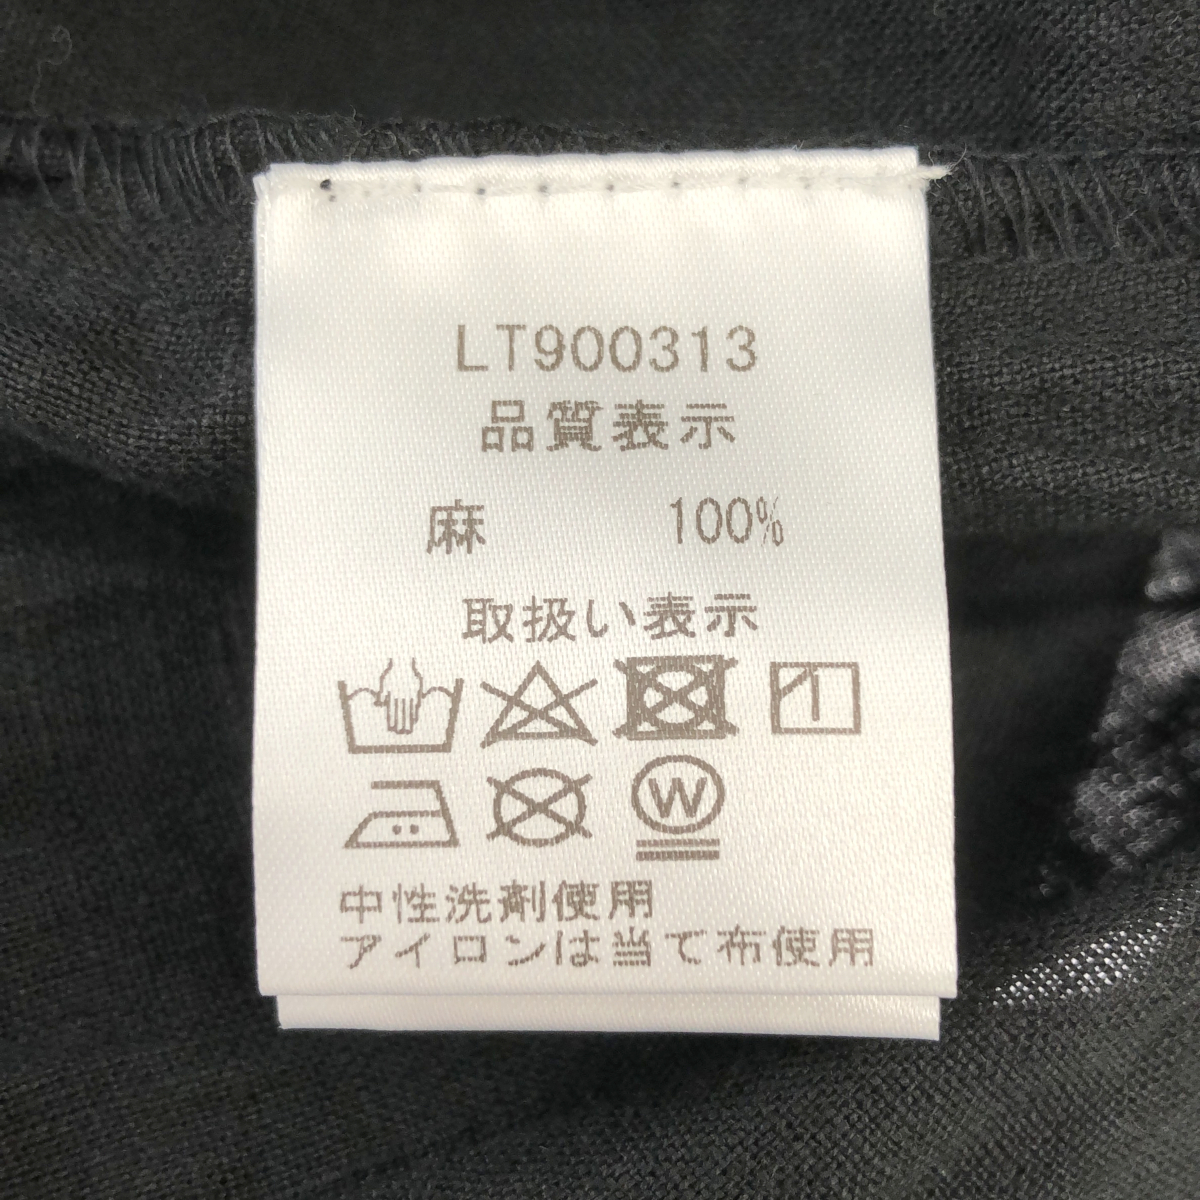 LT900313
品質表示
麻 100%
取扱い表示
W
中性洗剤使用
アイロンは当て布使用